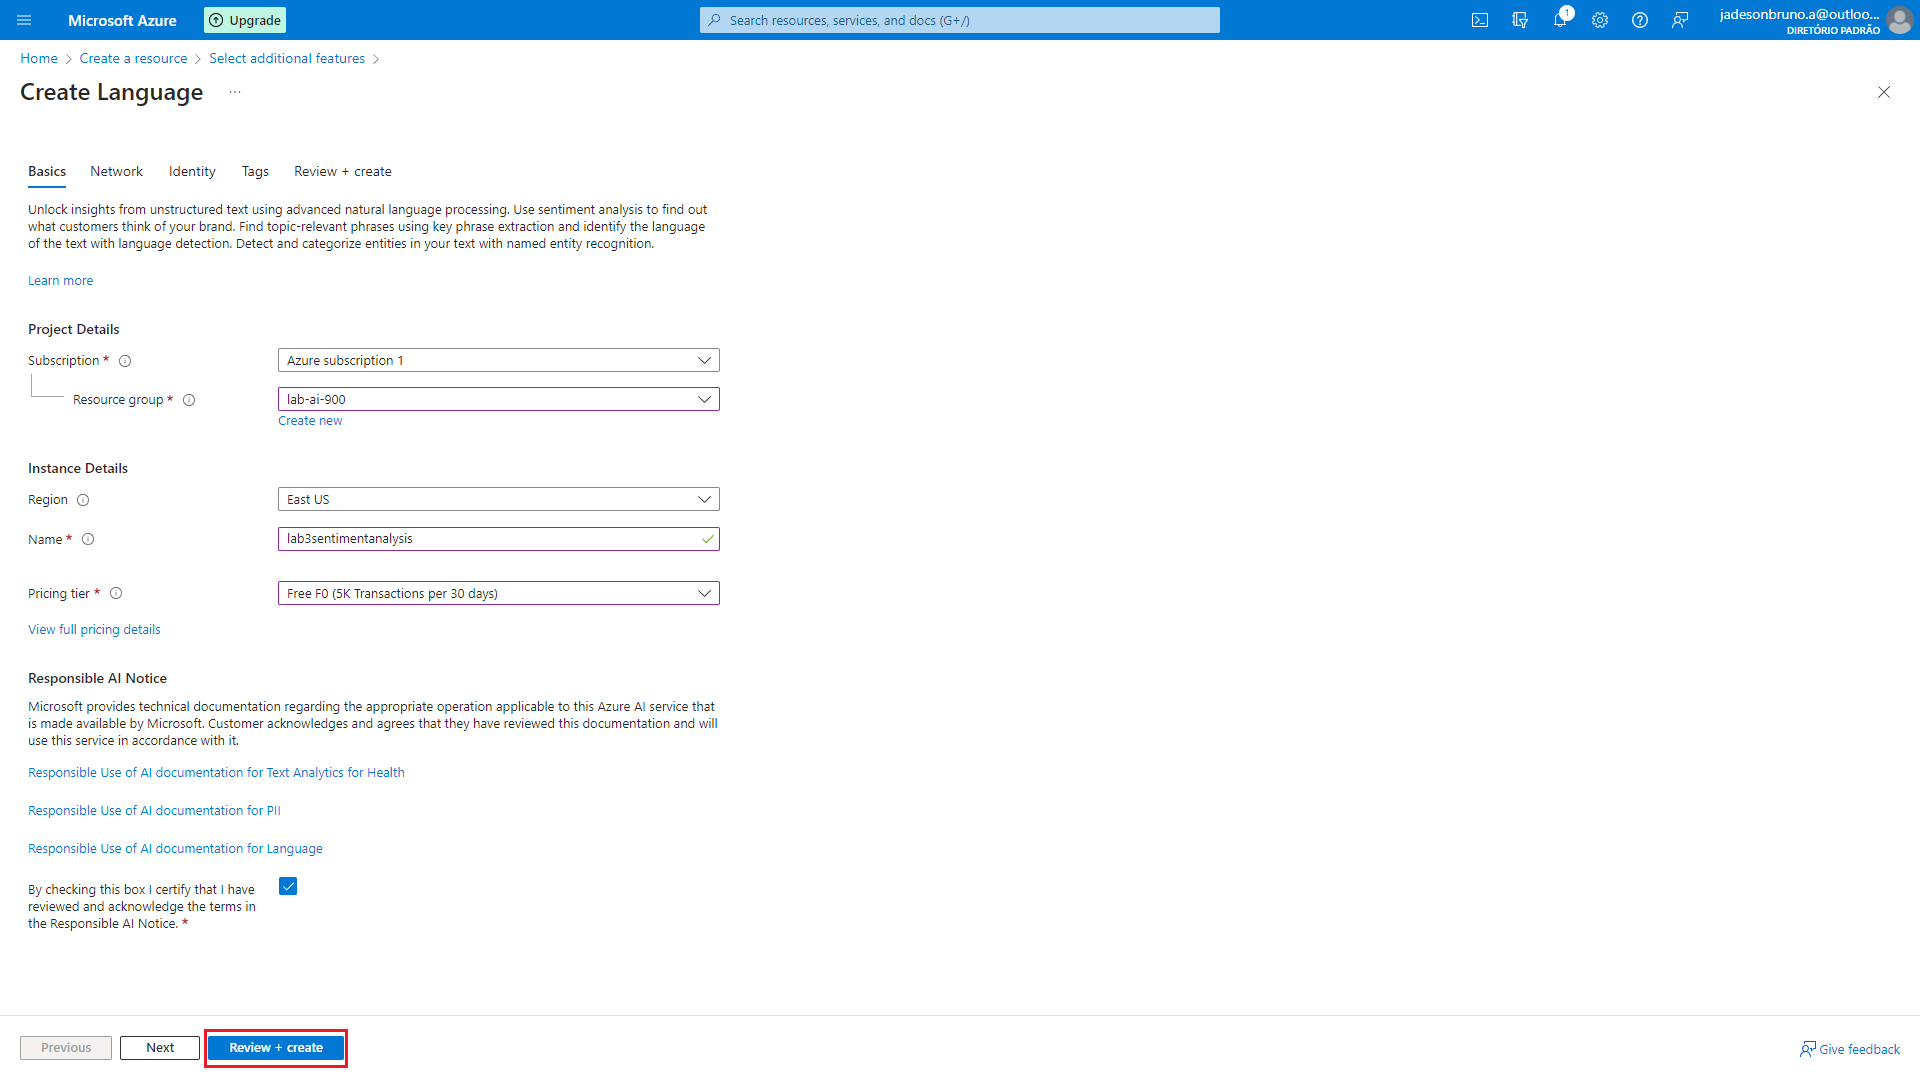 Microsoft Azure
Upgrade
Search resources, services, and docs (G+/)
1
jadesonbruno.a@outloo...
DIRETÓRIO PADRÃO
Home > Create a resource > Select additional features >
Create Language ...
Basics Network Identity Tags Review + create
Unlock insights from unstructured text using advanced natural language processing. Use sentiment analysis to find out
what customers think of your brand. Find topic-relevant phrases using key phrase extraction and identify the language
of the text with language detection. Detect and categorize entities in your text with named entity recognition.
Learn more
Project Details
Subscription * Azure subscription 1
Resource group * lab-ai-900
Create new
Instance Details
Region East US
Name * lab3sentimentanalysis
Pricing tier * Free F0 (5K Transactions per 30 days)
View full pricing details
Responsible AI Notice
Microsoft provides technical documentation regarding the appropriate operation applicable to this Azure AI service that
is made available by Microsoft. Customer acknowledges and agrees that they have reviewed this documentation and will
use this service in accordance with it.
Responsible Use of AI documentation for Text Analytics for Health
Responsible Use of AI documentation for PII
Responsible Use of AI documentation for Language
By checking this box I certify that I have
reviewed and acknowledge the terms in
the Responsible AI Notice. *
Previous Next Review + create
Give feedback